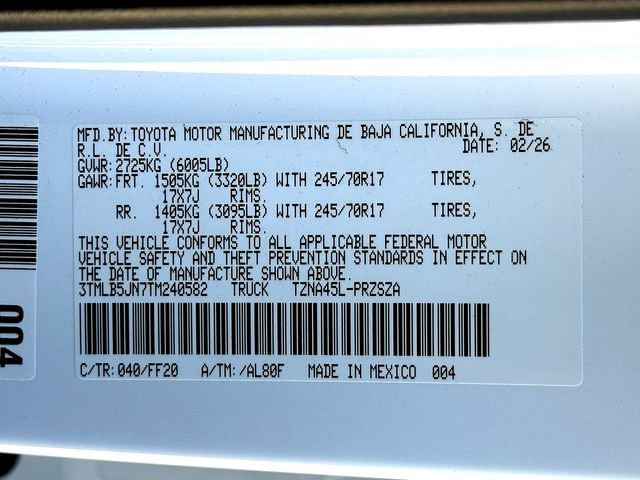 MFD.BY:TOYOTA MOTOR MANUFACTURING DE BAJA CALIFORNIA, S. DE
R.L. DE C.V. DATE: 02/26
GVWR:2725KG (6005LB)
GAWR:FRT. 1505KG (3320LB) WITH 245/70R17 TIRES,
17X7J RIMS.
RR. 1405KG (3095LB) WITH 245/70R17 TIRES,
17X7J RIMS.
THIS VEHICLE CONFORMS TO ALL APPLICABLE FEDERAL MOTOR
VEHICLE SAFETY AND THEFT PREVENTION STANDARDS IN EFFECT ON
THE DATE OF MANUFACTURE SHOWN ABOVE.
3TMLB5JN7TM240582 TRUCK TZNA45L-PRZSZA
C/TR:040/FF20 A/TM:/AL80F MADE IN MEXICO 004
004